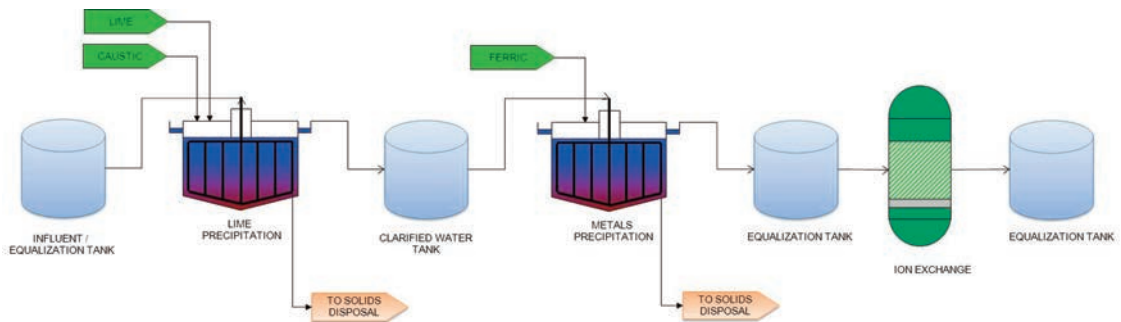 LIME
CAUSTIC
FERRIC
INFLUENT /
EQUALIZATION TANK
LIME
PRECIPITATION
CLARIFIED WATER
TANK
METALS
PRECIPITATION
EQUALIZATION TANK
ION EXCHANGE
EQUALIZATION TANK
TO SOLIDS
DISPOSAL
TO SOLIDS
DISPOSAL